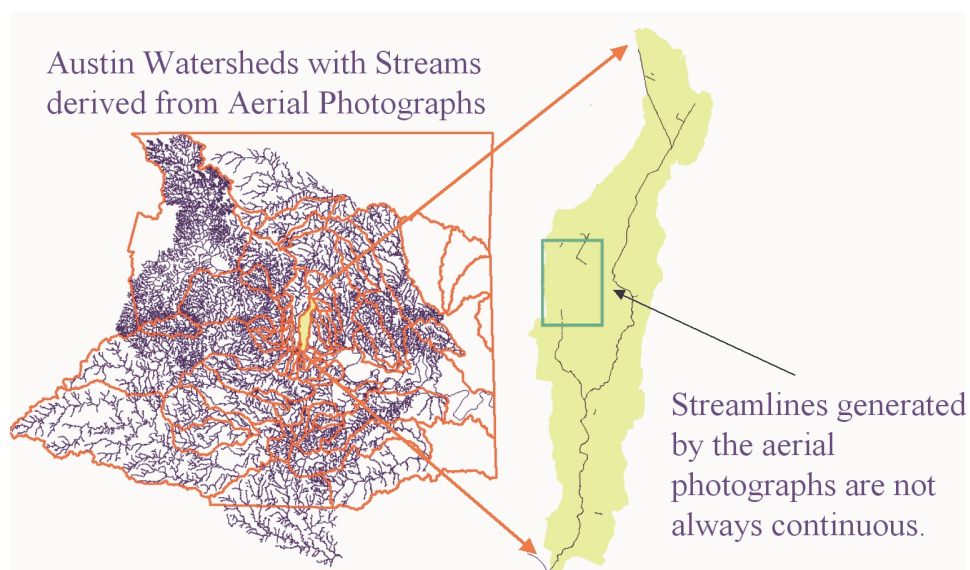 Austin Watersheds with Streams
derived from Aerial Photographs
Streamlines generated
by the aerial
photographs are not
always continuous.